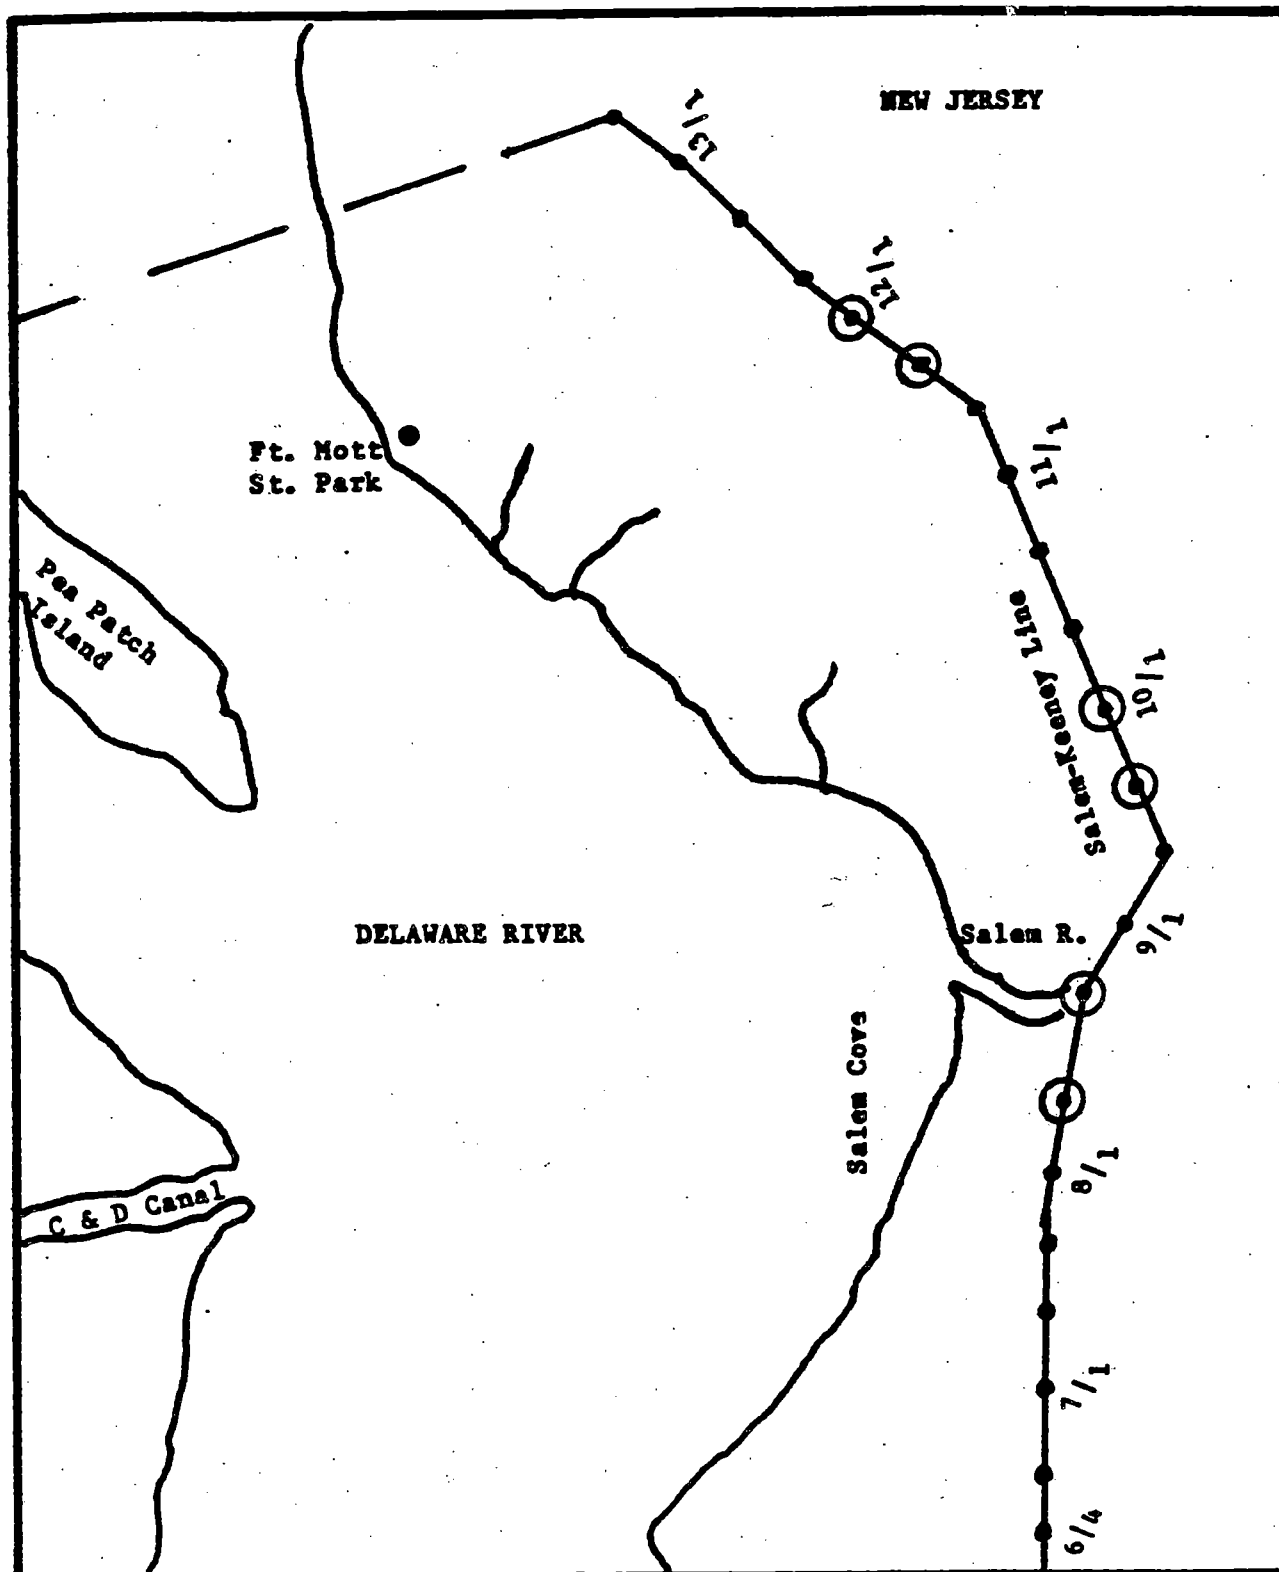 NEW JERSEY
13/1
12/1
Ft. Mott
St. Park
11/1
Pea Patch
Island
Salem-Keeney Line
10/1
DELAWARE RIVER
Salem R.
9/1
Salem Cove
8/1
C & D Canal
7/1
6/4